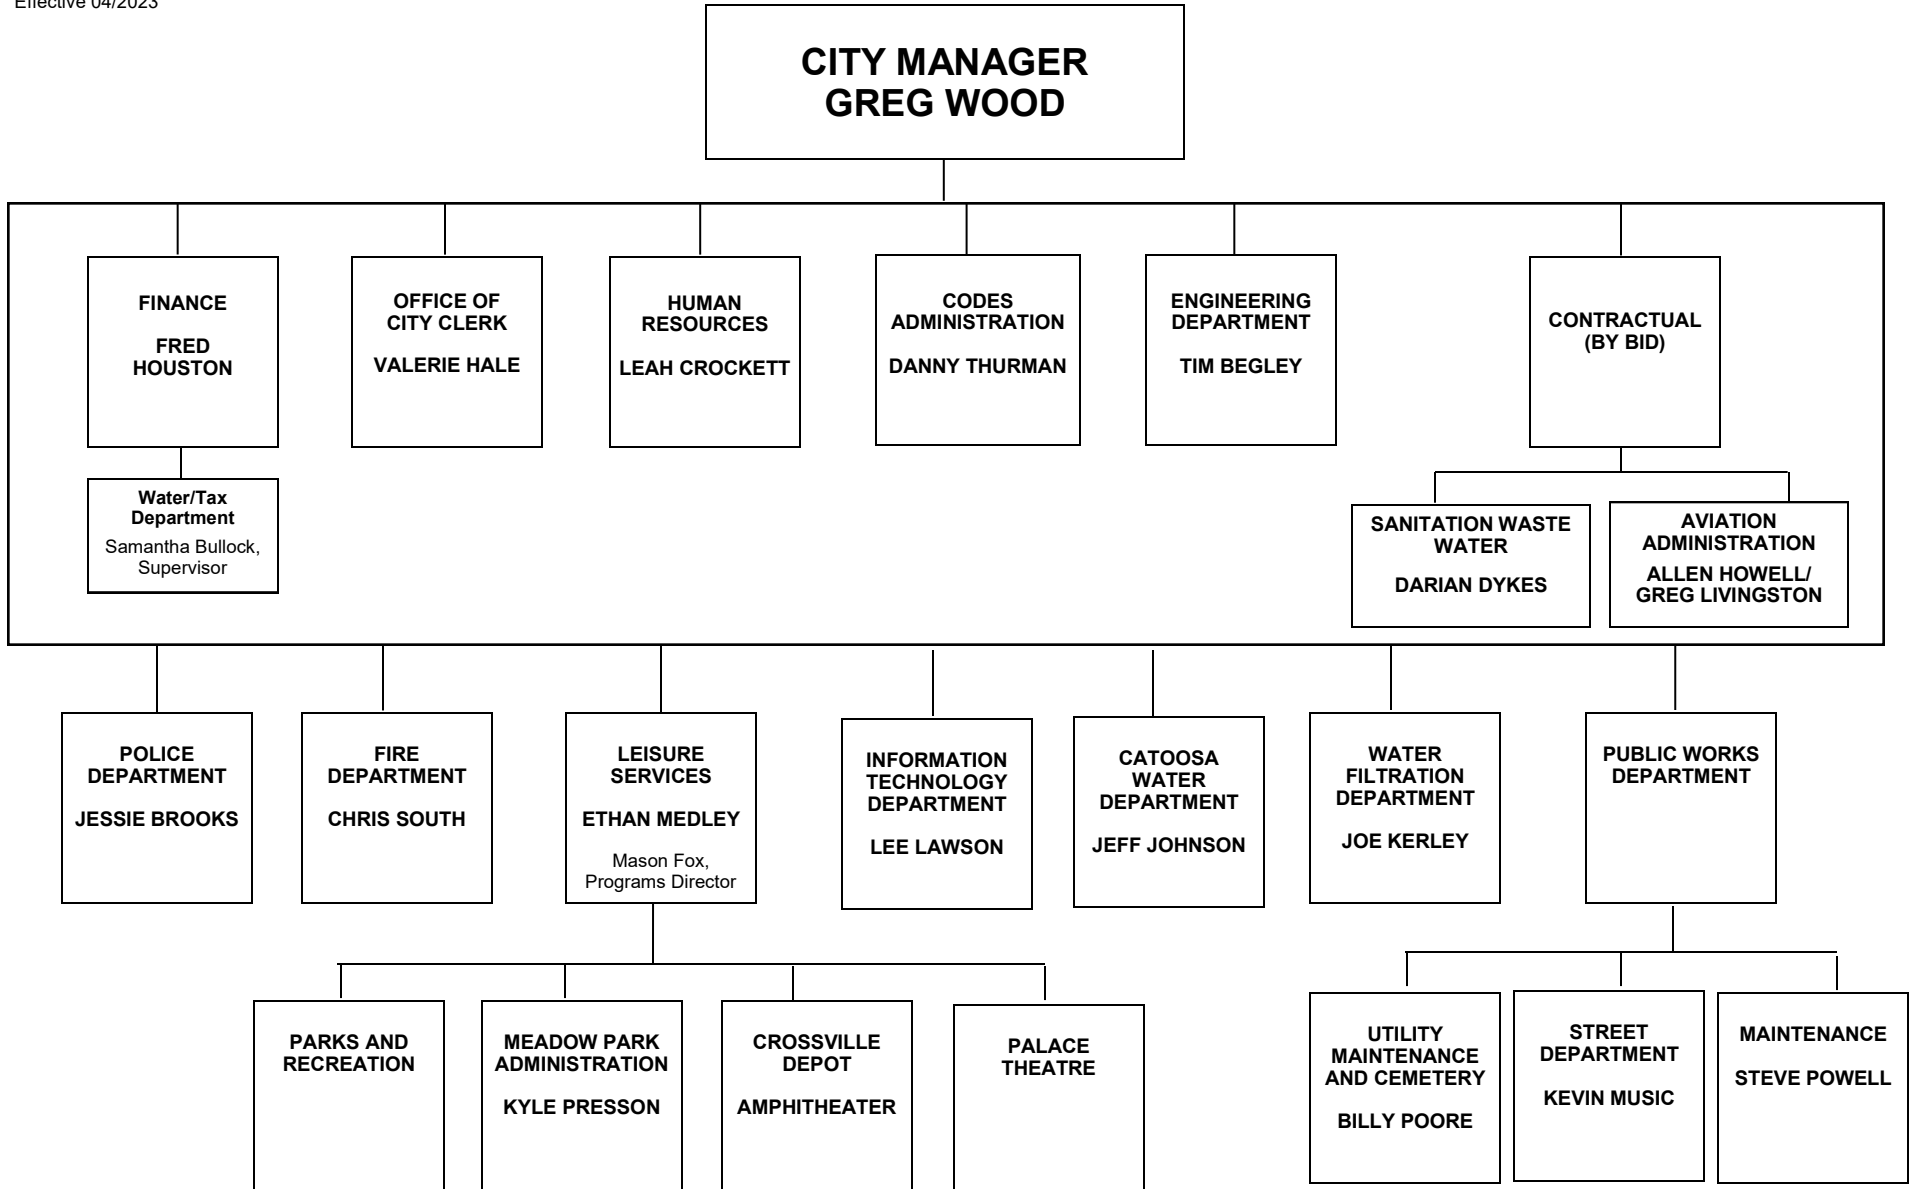 Effective 04/2023
CITY MANAGER
GREG WOOD
FINANCE
FRED
HOUSTON
OFFICE OF
CITY CLERK
VALERIE HALE
HUMAN
RESOURCES
LEAH CROCKETT
CODES
ADMINISTRATION
DANNY THURMAN
ENGINEERING
DEPARTMENT
TIM BEGLEY
CONTRACTUAL
(BY BID)
Water/Tax
Department
Samantha Bullock,
Supervisor
SANITATION WASTE
WATER
DARIAN DYKES
AVIATION
ADMINISTRATION
ALLEN HOWELL/
GREG LIVINGSTON
POLICE
DEPARTMENT
JESSIE BROOKS
FIRE
DEPARTMENT
CHRIS SOUTH
LEISURE
SERVICES
ETHAN MEDLEY
Mason Fox,
Programs Director
INFORMATION
TECHNOLOGY
DEPARTMENT
LEE LAWSON
CATOOSA
WATER
DEPARTMENT
JEFF JOHNSON
WATER
FILTRATION
DEPARTMENT
JOE KERLEY
PUBLIC WORKS
DEPARTMENT
PARKS AND
RECREATION
MEADOW PARK
ADMINISTRATION
KYLE PRESSON
CROSSVILLE
DEPOT
AMPHITHEATER
PALACE
THEATRE
UTILITY
MAINTENANCE
AND CEMETERY
BILLY POORE
STREET
DEPARTMENT
KEVIN MUSIC
MAINTENANCE
STEVE POWELL